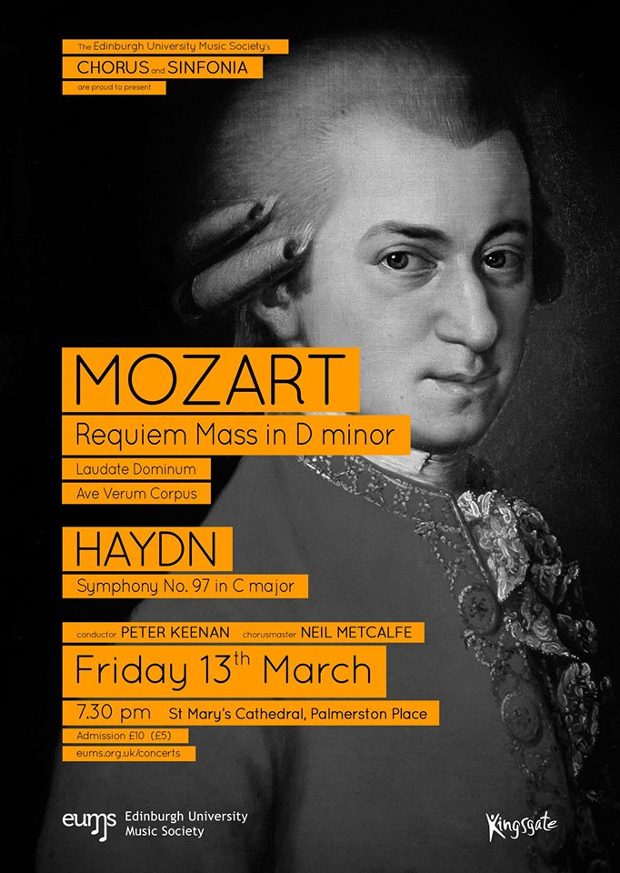 The Edinburgh University Music Society's
CHORUS and SINFONIA
are proud to present
MOZART
Requiem Mass in D minor
Laudate Dominum
Ave Verum Corpus
HAYDN
Symphony No. 97 in C major
conductor PETER KEENAN chorusmaster NEIL METCALFE
Friday 13th March
7.30 pm St Mary's Cathedral, Palmerston Place
Admission £10 (£5)
eums.org.uk/concerts
eums Edinburgh University
Music Society
Kingsgate